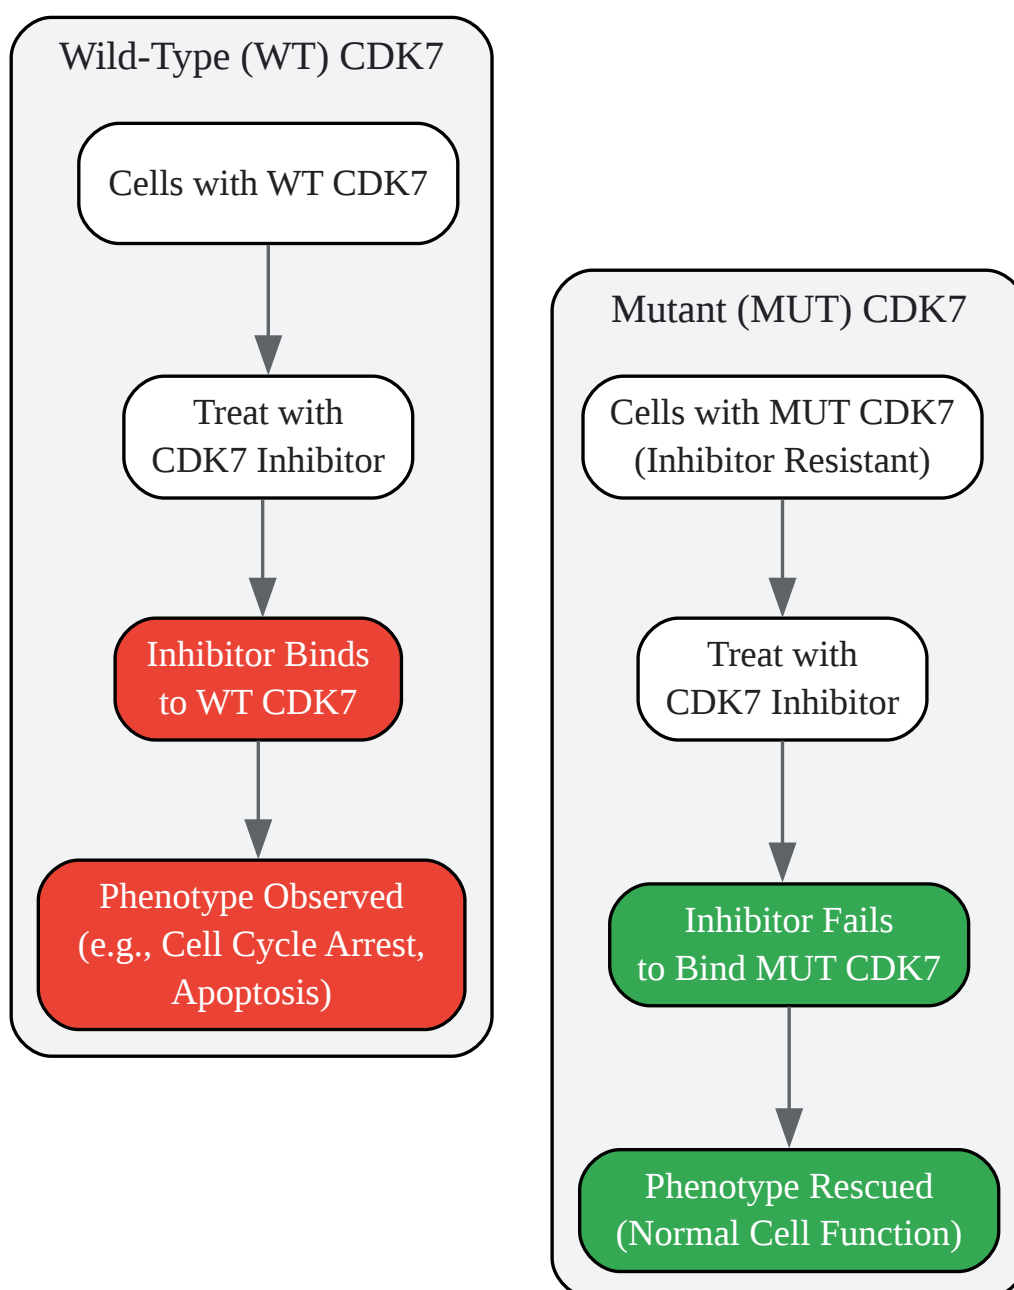 Wild-Type (WT) CDK7
Cells with WT CDK7
Treat with
CDK7 Inhibitor
Inhibitor Binds
to WT CDK7
Phenotype Observed
(e.g., Cell Cycle Arrest,
Apoptosis)
Mutant (MUT) CDK7
Cells with MUT CDK7
(Inhibitor Resistant)
Treat with
CDK7 Inhibitor
Inhibitor Fails
to Bind MUT CDK7
Phenotype Rescued
(Normal Cell Function)